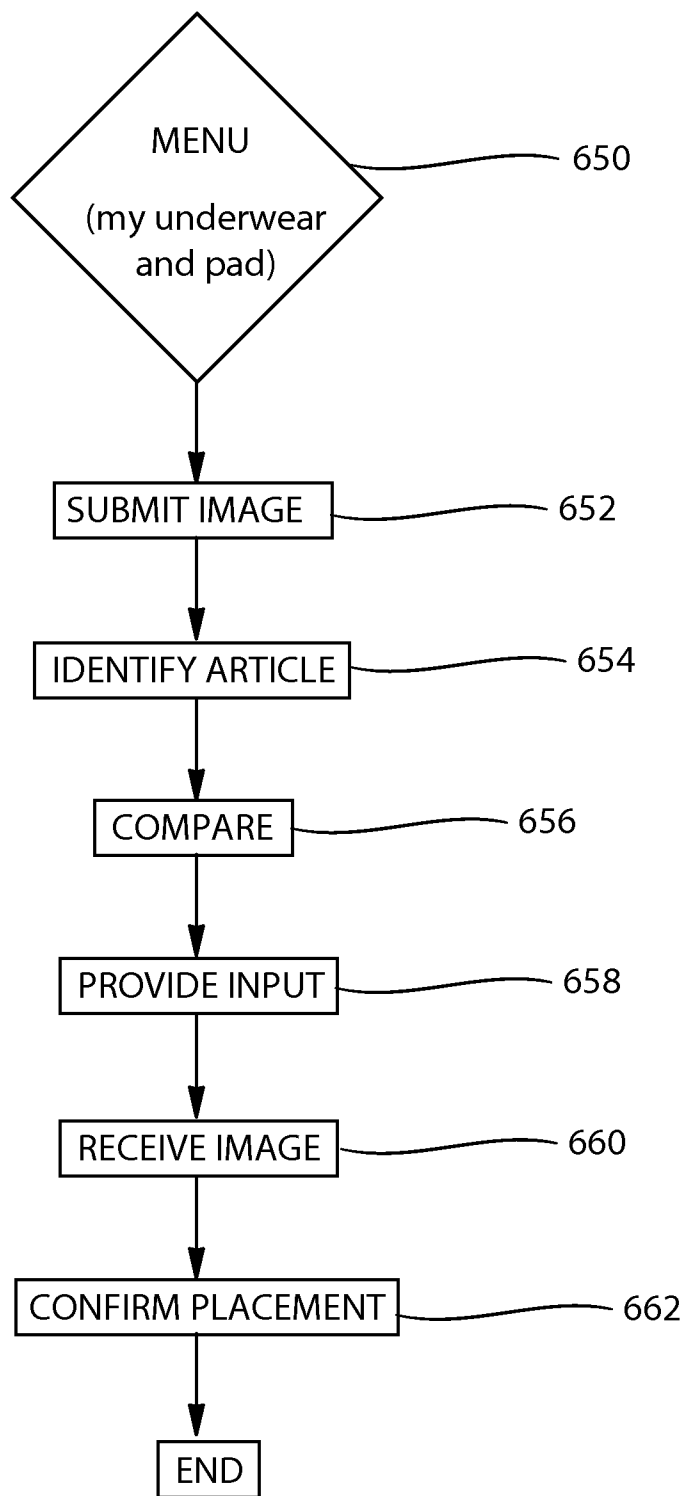 MENU
650
(my underwear
and pad)
SUBMIT IMAGE
652
IDENTIFY ARTICLE
654
COMPARE
656
PROVIDE INPUT
658
RECEIVE IMAGE
660
CONFIRM PLACEMENT
662
END